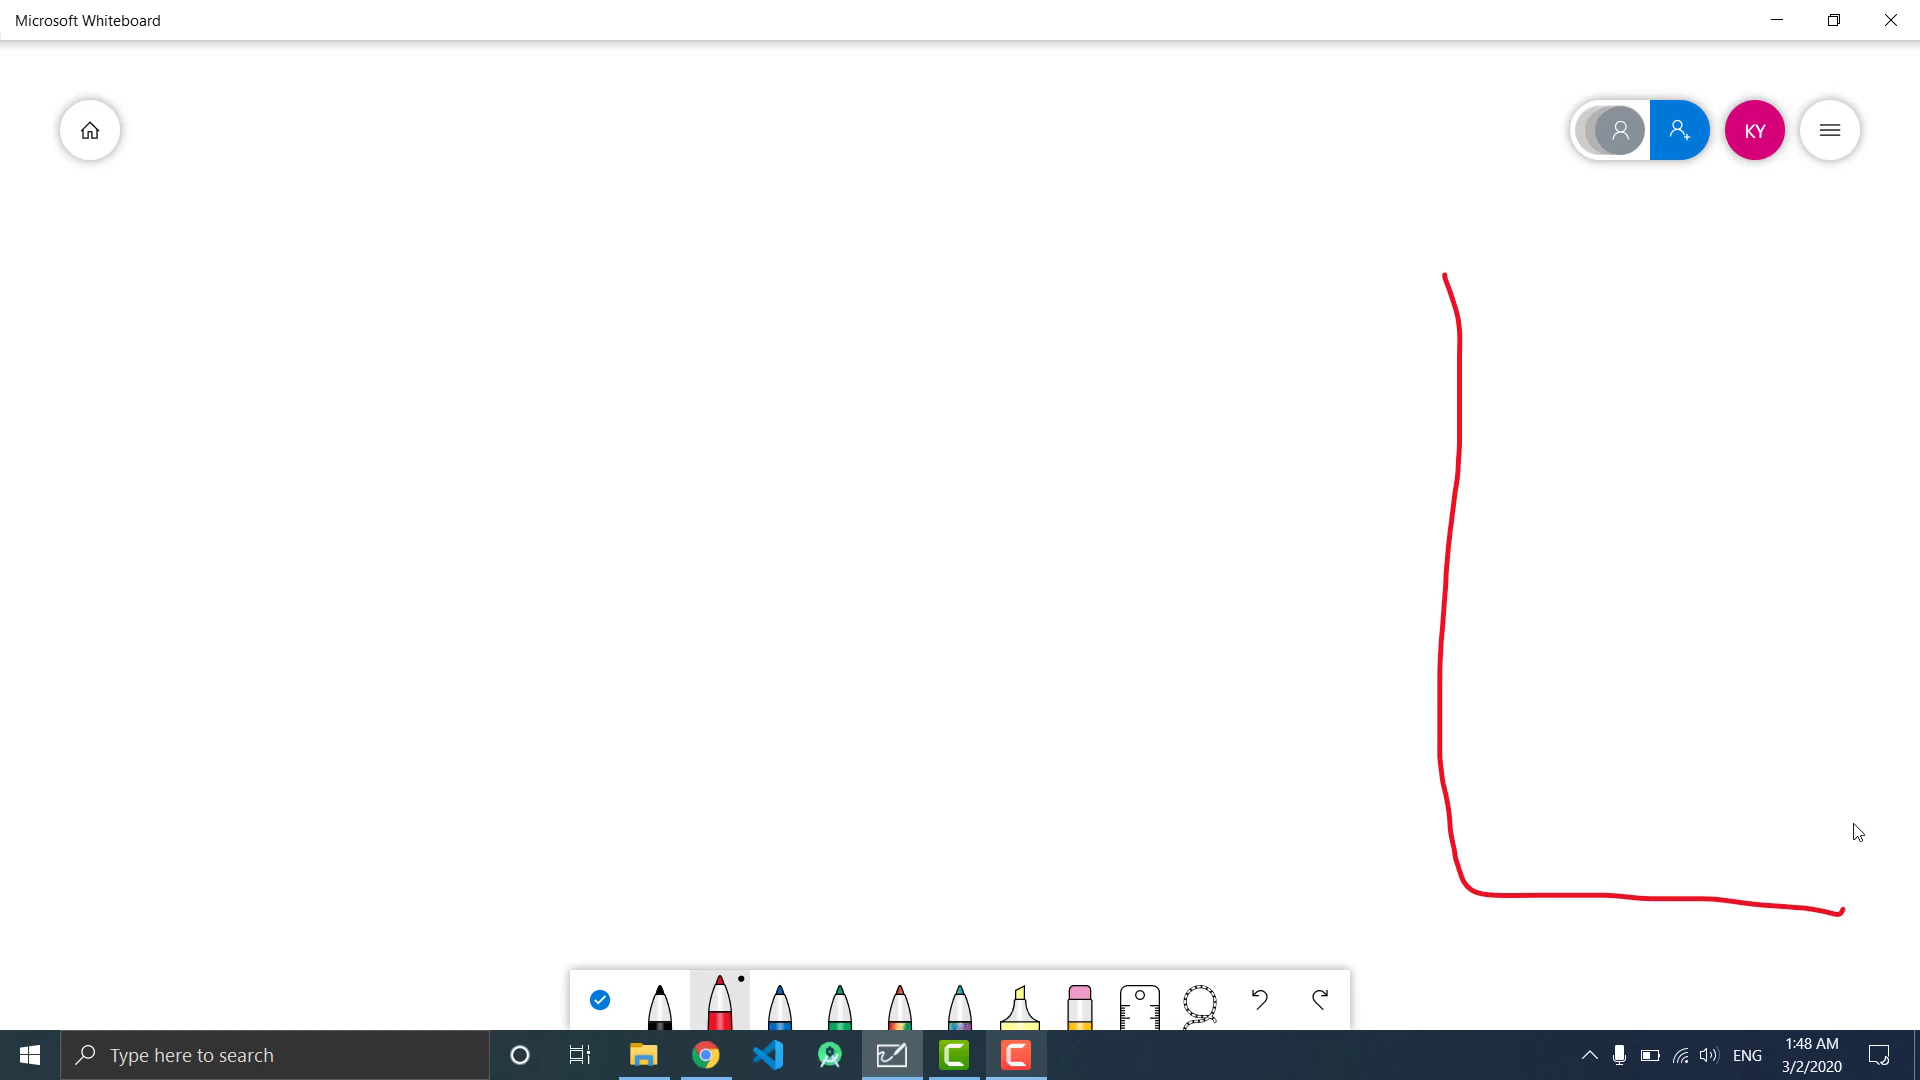 Microsoft Whiteboard
KY
Type here to search
ENG
1:48 AM
3/2/2020